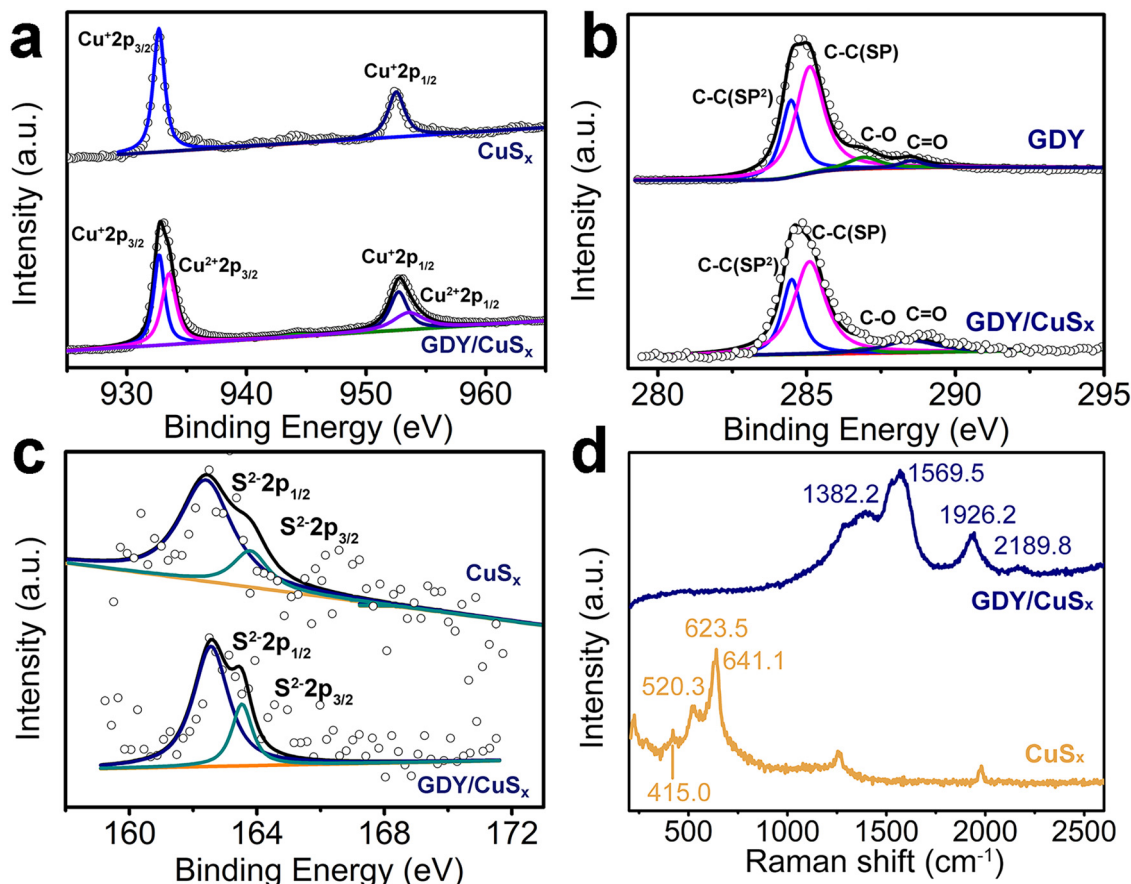 a
Cu⁺2p₃/₂
Cu⁺2p₁/₂
CuSₓ
Cu⁺2p₃/₂
Cu²⁺2p₃/₂
Cu⁺2p₁/₂
Cu²⁺2p₁/₂
GDY/CuSₓ
Intensity (a.u.)
930 940 950 960
Binding Energy (eV)
b
C-C(SP)
C-C(SP²)
C-O
C=O
GDY
C-C(SP)
C-C(SP²)
C-O
C=O
GDY/CuSₓ
Intensity (a.u.)
280 285 290 295
Binding Energy (eV)
c
S²⁻2p₁/₂
S²⁻2p₃/₂
CuSₓ
S²⁻2p₁/₂
S²⁻2p₃/₂
GDY/CuSₓ
Intensity (a.u.)
160 164 168 172
Binding Energy (eV)
d
1569.5
1382.2
1926.2
2189.8
GDY/CuSₓ
623.5
641.1
520.3
CuSₓ
415.0
Intensity (a.u.)
500 1000 1500 2000 2500
Raman shift (cm⁻¹)